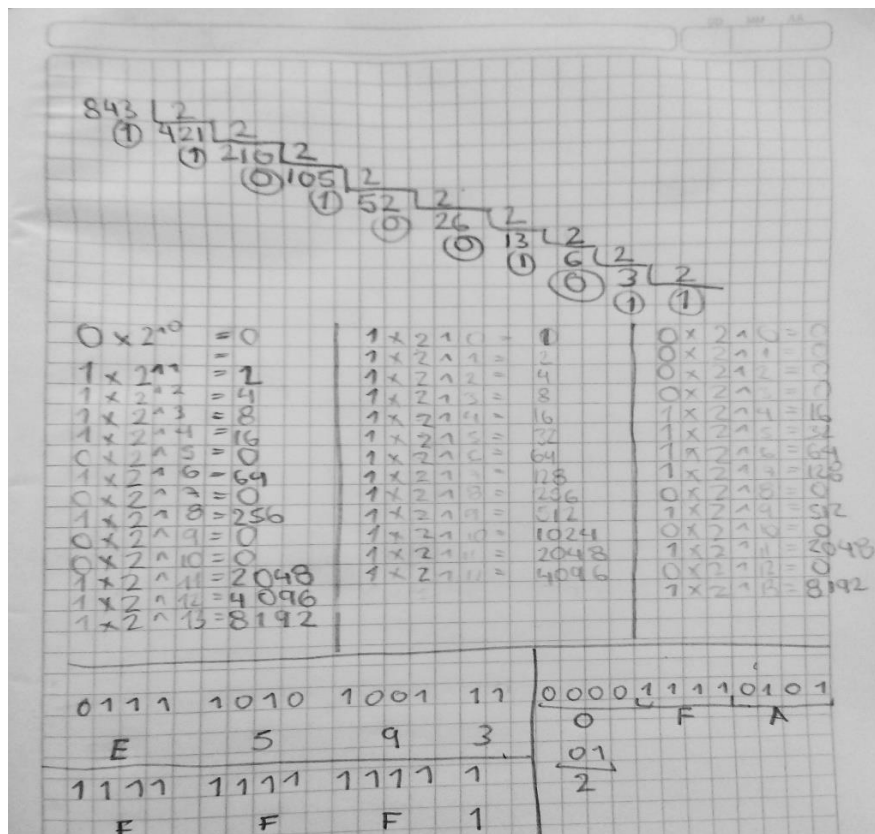 843 2
1 421 2
1 210 2
0 105 2
1 52 2
0 26 2
0 13 2
1 6 2
0 3 2
1 1
0 x 2^0 = 0
=
1 x 2^1 = 2
1 x 2^2 = 4
1 x 2^3 = 8
1 x 2^4 = 16
0 x 2^5 = 0
1 x 2^6 = 64
0 x 2^7 = 0
1 x 2^8 = 256
0 x 2^9 = 0
0 x 2^10 = 0
1 x 2^11 = 2048
1 x 2^12 = 4096
1 x 2^13 = 8192
1 x 2^0 = 1
1 x 2^1 = 2
1 x 2^2 = 4
1 x 2^3 = 8
1 x 2^4 = 16
1 x 2^5 = 32
1 x 2^6 = 64
1 x 2^7 = 128
1 x 2^8 = 256
1 x 2^9 = 512
1 x 2^10 = 1024
1 x 2^11 = 2048
1 x 2^ = 4096
0 x 2^0 = 0
0 x 2^1 = 0
0 x 2^2 = 0
0 x 2^ = 0
1 x 2^4 = 16
1 x 2^5 = 32
1 x 2^6 = 64
1 x 2^7 = 128
0 x 2^8 = 0
1 x 2^9 = 512
0 x 2^10 = 0
1 x 2^11 = 2048
0 x 2^12 = 0
1 x 2^13 = 8192
0111 1010 1001 11
E 5 9 3
1111 1111 1111 1
F F F 1
0000 1111 0101
0 F A
01
2